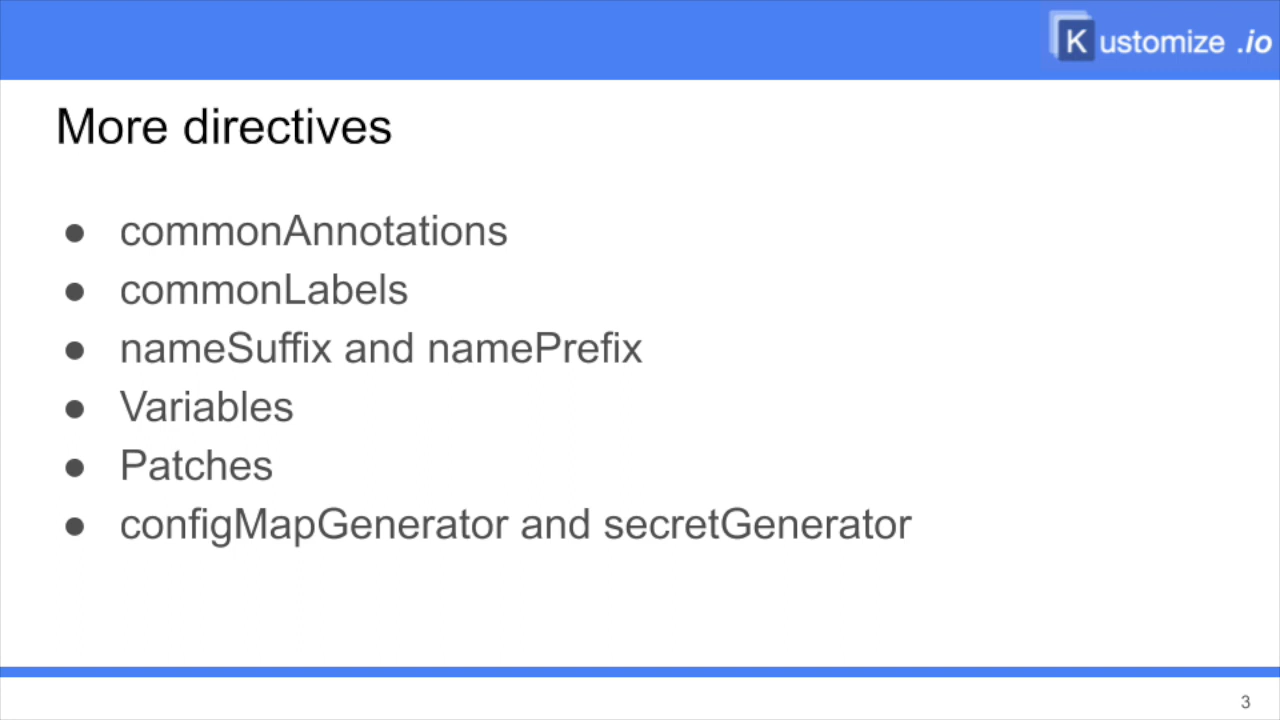 Kustomize .io
More directives
● commonAnnotations
● commonLabels
● nameSuffix and namePrefix
● Variables
● Patches
● configMapGenerator and secretGenerator
3